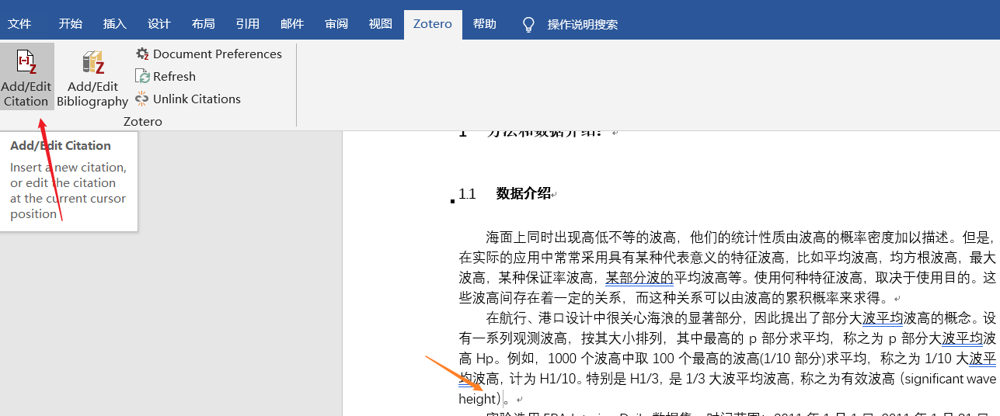 文件 开始 插入 设计 布局 引用 邮件 审阅 视图 Zotero 帮助 操作说明搜索
Add/Edit Citation
Add/Edit Bibliography
Document Preferences
Refresh
Unlink Citations
Zotero
Add/Edit Citation
Insert a new citation,
or edit the citation
at the current cursor
position
1 方法和数据介绍:
1.1 数据介绍
海面上同时出现高低不等的波高，他们的统计性质由波高的概率密度加以描述。但是，
在实际的应用中常常采用具有某种代表意义的特征波高，比如平均波高，均方根波高，最大
波高，某种保证率波高，某部分波的平均波高等。使用何种特征波高，取决于使用目的。这
些波高间存在着一定的关系，而这种关系可以由波高的累积概率来求得。
在航行、港口设计中很关心海浪的显著部分，因此提出了部分大波平均波高的概念。设
有一系列观测波高，按其大小排列，其中最高的 p 部分求平均，称之为 p 部分大波平均波
高 Hp。例如，1000 个波高中取 100 个最高的波高(1/10 部分)求平均，称之为 1/10 大波平
均波高，计为 H1/10。特别是 H1/3，是 1/3 大波平均波高，称之为有效波高（significant wave
height）。